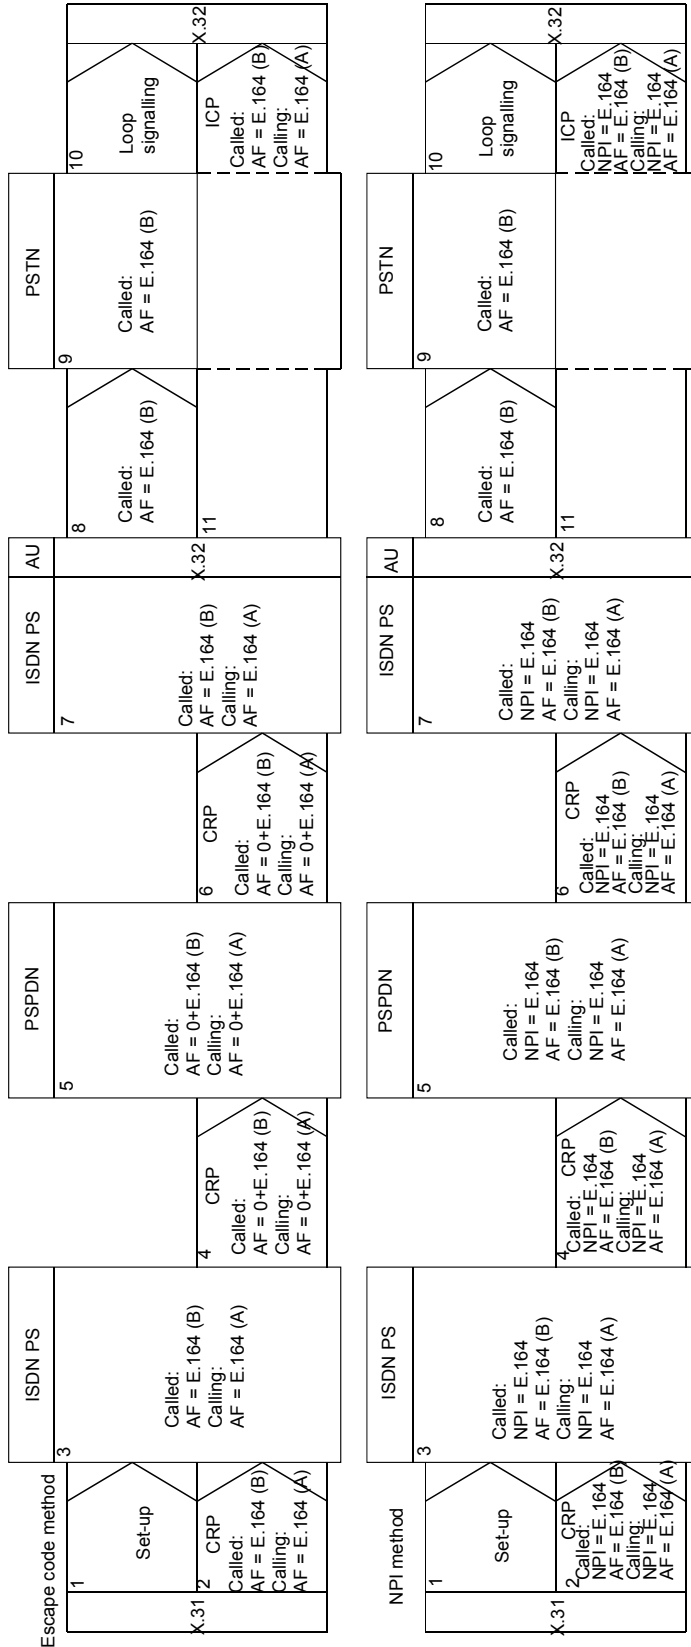 Escape code method
X.31
1
Set-up
2
CRP
Called:
AF = E.164 (B)
Calling:
AF = E.164 (A)
3
ISDN PS
Called:
AF = E.164 (B)
Calling:
AF = E.164 (A)
4
CRP
Called:
AF = 0+E.164 (B)
Calling:
AF = 0+E.164 (A)
5
PSPDN
Called:
AF = 0+E.164 (B)
Calling:
AF = 0+E.164 (A)
6
CRP
Called:
AF = 0+E.164 (B)
Calling:
AF = 0+E.164 (A)
7
ISDN PS
Called:
AF = E.164 (B)
Calling:
AF = E.164 (A)
AU
X.32
8
Called:
AF = E.164 (B)
11
9
PSTN
Called:
AF = E.164 (B)
10
Loop
signalling
ICP
Called:
AF = E.164 (B)
Calling:
AF = E.164 (A)
X.32
NPI method
X.31
1
Set-up
2
CRP
Called:
NPI = E.164
AF = E.164 (B)
Calling:
NPI = E.164
AF = E.164 (A)
3
ISDN PS
Called:
NPI = E.164
AF = E.164 (B)
Calling:
NPI = E.164
AF = E.164 (A)
4
CRP
Called:
NPI = E.164
AF = E.164 (B)
Calling:
NPI = E.164
AF = E.164 (A)
5
PSPDN
Called:
NPI = E.164
AF = E.164 (B)
Calling:
NPI = E.164
AF = E.164 (A)
6
CRP
Called:
NPI = E.164
AF = E.164 (B)
Calling:
NPI = E.164
AF = E.164 (A)
7
ISDN PS
Called:
NPI = E.164
AF = E.164 (B)
Calling:
NPI = E.164
AF = E.164 (A)
AU
X.32
8
Called:
AF = E.164 (B)
11
9
PSTN
Called:
AF = E.164 (B)
10
Loop
signalling
ICP
Called:
NPI = E.164
AF = E.164 (B)
Calling:
NPI = E.164
AF = E.164 (A)
X.32